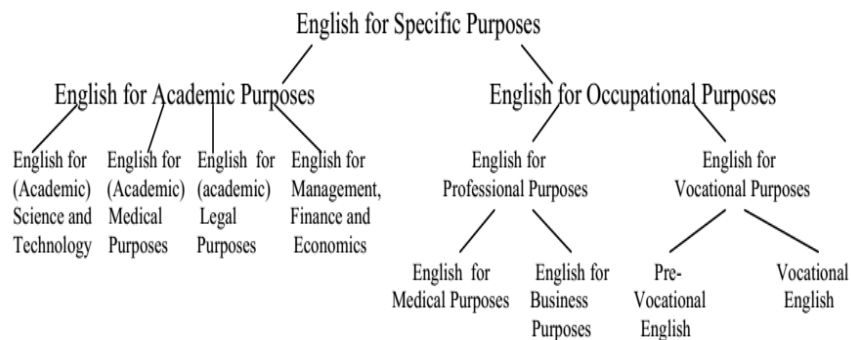 English for Specific Purposes
English for Academic Purposes
English for Occupational Purposes
English for
(Academic)
Science and
Technology
English for
(Academic)
Medical
Purposes
English for
(academic)
Legal
Purposes
English for
Management,
Finance and
Economics
English for
Professional Purposes
English for
Vocational Purposes
English for
Medical Purposes
English for
Business
Purposes
Pre-
Vocational
English
Vocational
English